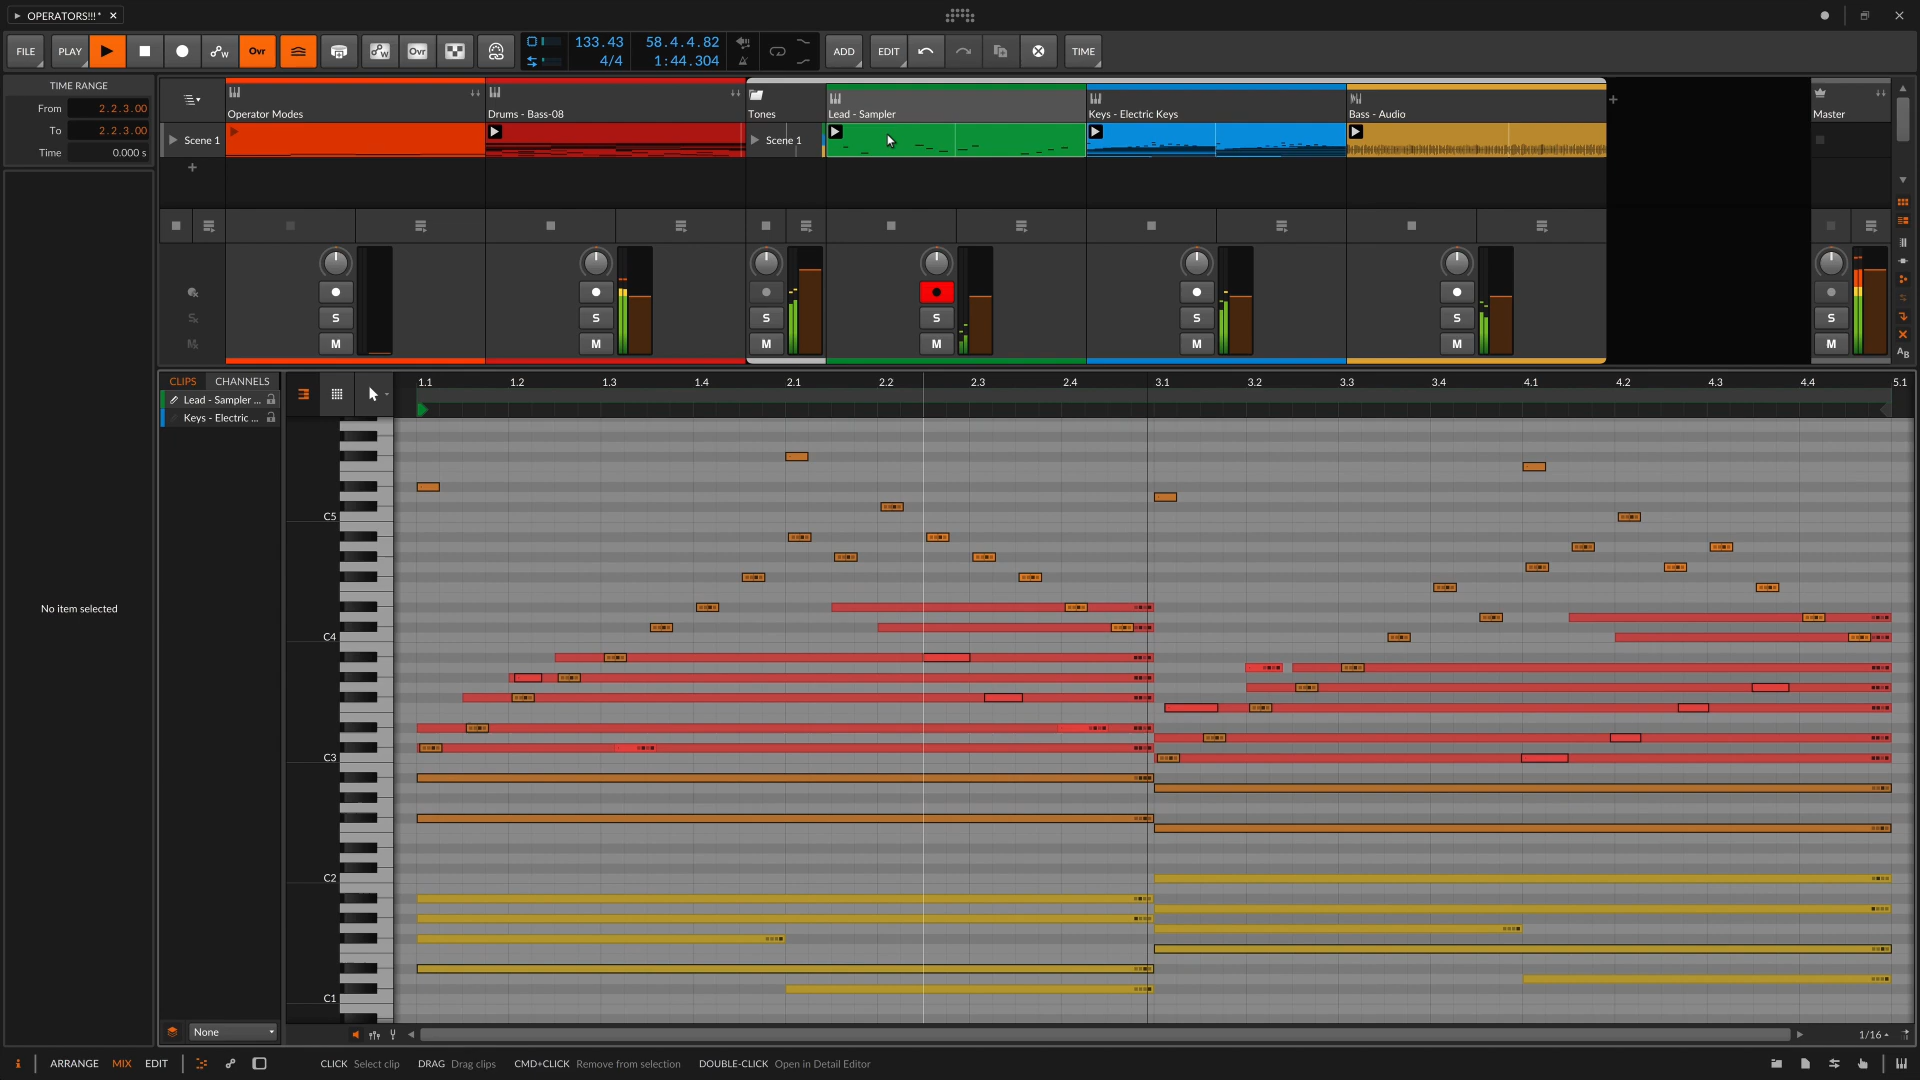 OPERATORS!!!*
FILE
PLAY
Ovr
Ovr
133.43
4/4
58.4.4.82
1:44.304
ADD
EDIT
TIME
TIME RANGE
From 2.2.3.00
To 2.2.3.00
Time 0.000 s
No item selected
Operator Modes
Drums - Bass-08
Tones
Lead - Sampler
Keys - Electric Keys
Bass - Audio
Master
Scene 1
Scene 1
S S S S S S S
M M M M M M M
AB
CLIPS CHANNELS
Lead - Sampler ...
Keys - Electric ...
1.1 1.2 1.3 1.4 2.1 2.2 2.3 2.4 3.1 3.2 3.3 3.4 4.1 4.2 4.3 4.4 5.1
C5
C4
C3
C2
C1
None
1/16
ARRANGE MIX EDIT
CLICK Select clip DRAG Drag clips CMD+CLICK Remove from selection DOUBLE-CLICK Open in Detail Editor